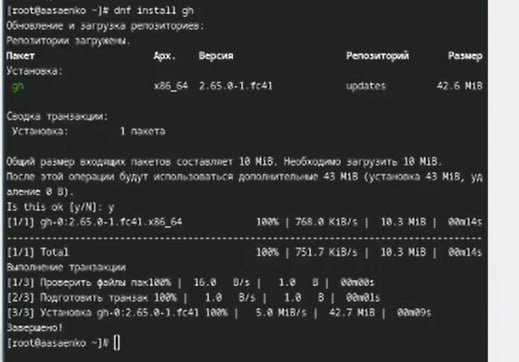 [root@aasaenko ~]# dnf install gh
Обновление и загрузка репозиториев:
Репозитории загружены.
Пакет Арх. Версия Репозиторий Размер
Установка:
gh x86_64 2.65.0-1.fc41 updates 42.6 MiB
Сводка транзакции:
Установка: 1 пакета
Общий размер входящих пакетов составляет 10 MiB. Необходимо загрузить 10 MiB.
После этой операции будут использоваться дополнительные 43 MiB (установка 43 MiB, уд
аление 0 B).
Is this ok [y/N]: y
[1/1] gh-0:2.65.0-1.fc41.x86_64 100% | 768.0 KiB/s | 10.3 MiB | 00m14s
--------------------------------------------------------------------------------
[1/1] Total 100% | 751.7 KiB/s | 10.3 MiB | 00m14s
Выполнение транзакции
[1/3] Проверить файлы пак100% | 16.0 B/s | 1.0 B | 00m00s
[2/3] Подготовить транзак 100% | 1.0 B/s | 1.0 B | 00m01s
[3/3] Установка gh-0:2.65.0-1.fc41 100% | 5.0 MiB/s | 42.7 MiB | 00m09s
Завершено!
[root@aasaenko ~]#